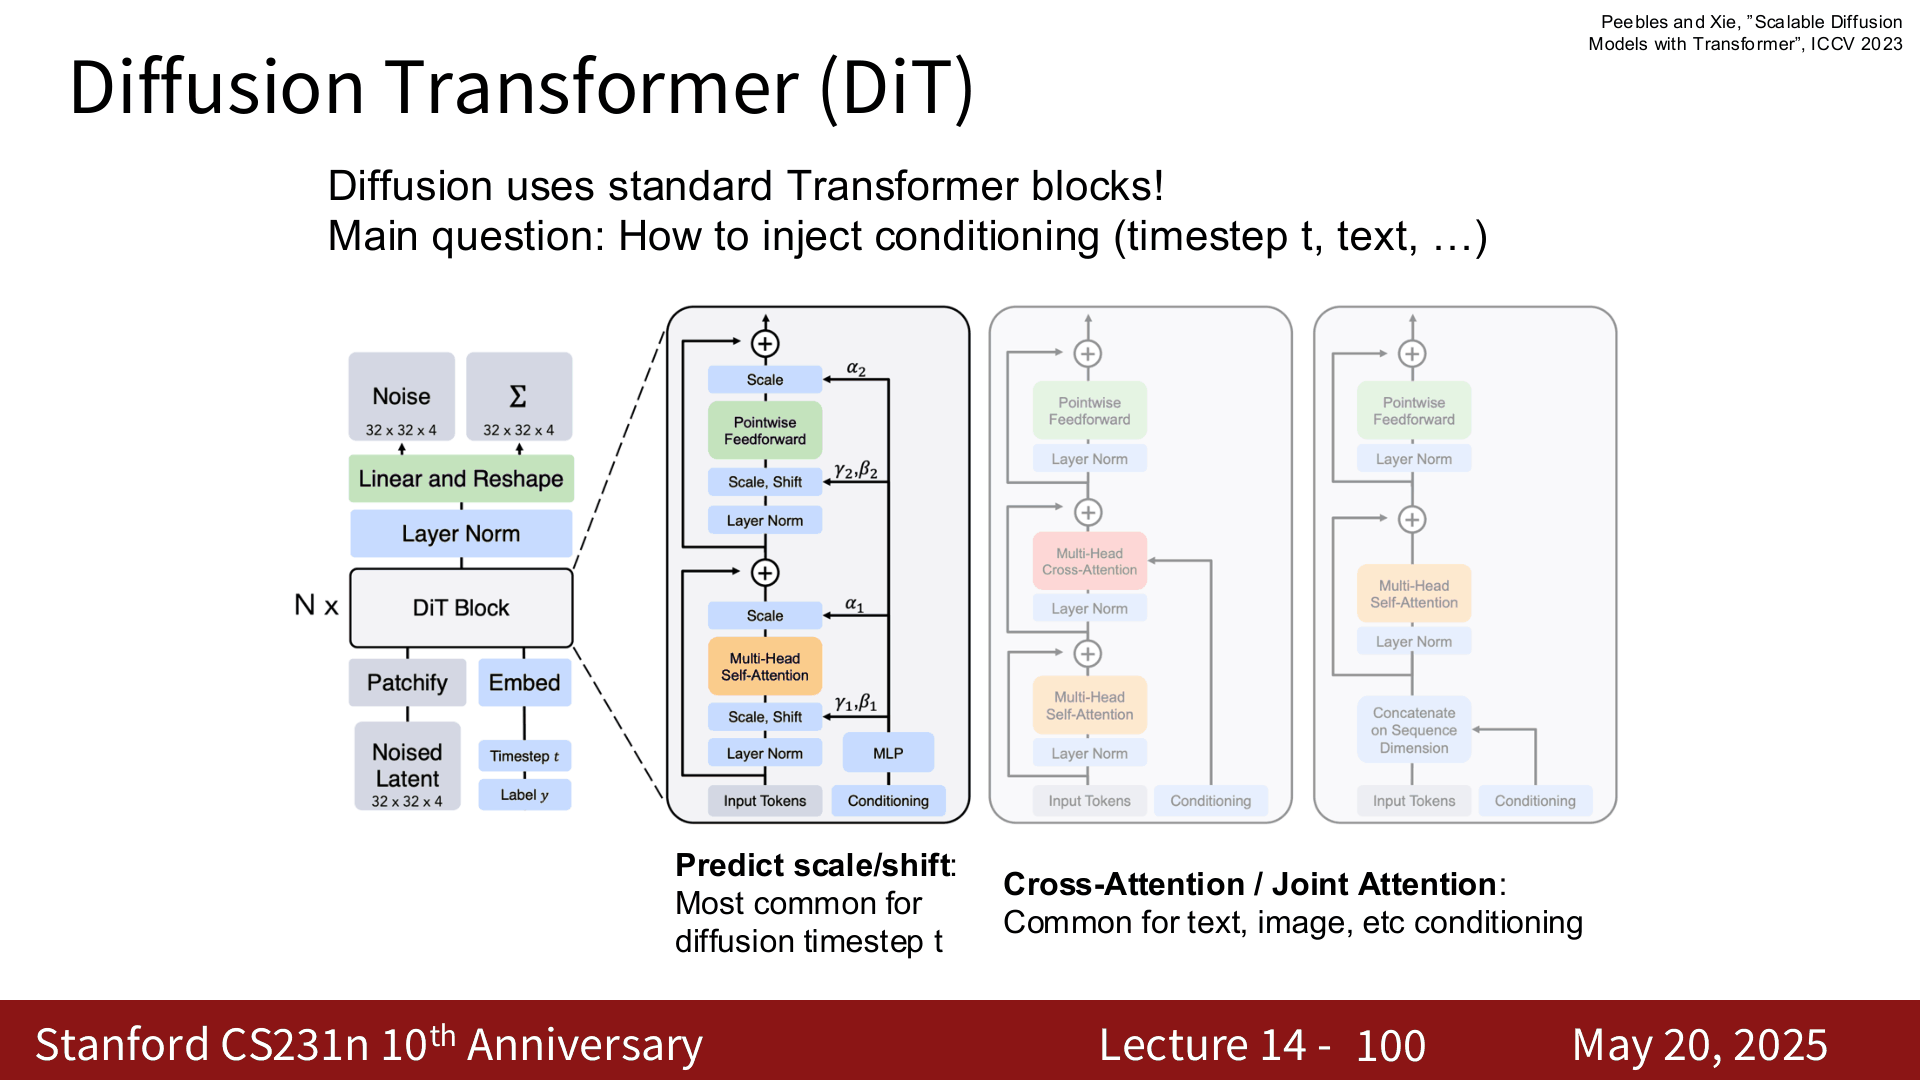 Peebles and Xie, ”Scalable Diffusion
Models with Transformer”, ICCV 2023
Diffusion Transformer (DiT)
Diffusion uses standard Transformer blocks!
Main question: How to inject conditioning (timestep t, text, …)
Noise
32 x 32 x 4
Σ
32 x 32 x 4
Linear and Reshape
Layer Norm
N x
DiT Block
Patchify
Embed
Noised
Latent
32 x 32 x 4
Timestep t
Label y
Scale
α₂
Pointwise
Feedforward
Scale, Shift
γ₂,β₂
Layer Norm
Scale
α₁
Multi-Head
Self-Attention
Scale, Shift
γ₁,β₁
Layer Norm
MLP
Input Tokens
Conditioning
Pointwise
Feedforward
Layer Norm
Multi-Head
Cross-Attention
Layer Norm
Multi-Head
Self-Attention
Layer Norm
Input Tokens
Conditioning
Pointwise
Feedforward
Layer Norm
Multi-Head
Self-Attention
Layer Norm
Concatenate
on Sequence
Dimension
Input Tokens
Conditioning
Predict scale/shift:
Most common for
diffusion timestep t
Cross-Attention / Joint Attention:
Common for text, image, etc conditioning
Stanford CS231n 10th Anniversary
Lecture 14 - 100
May 20, 2025